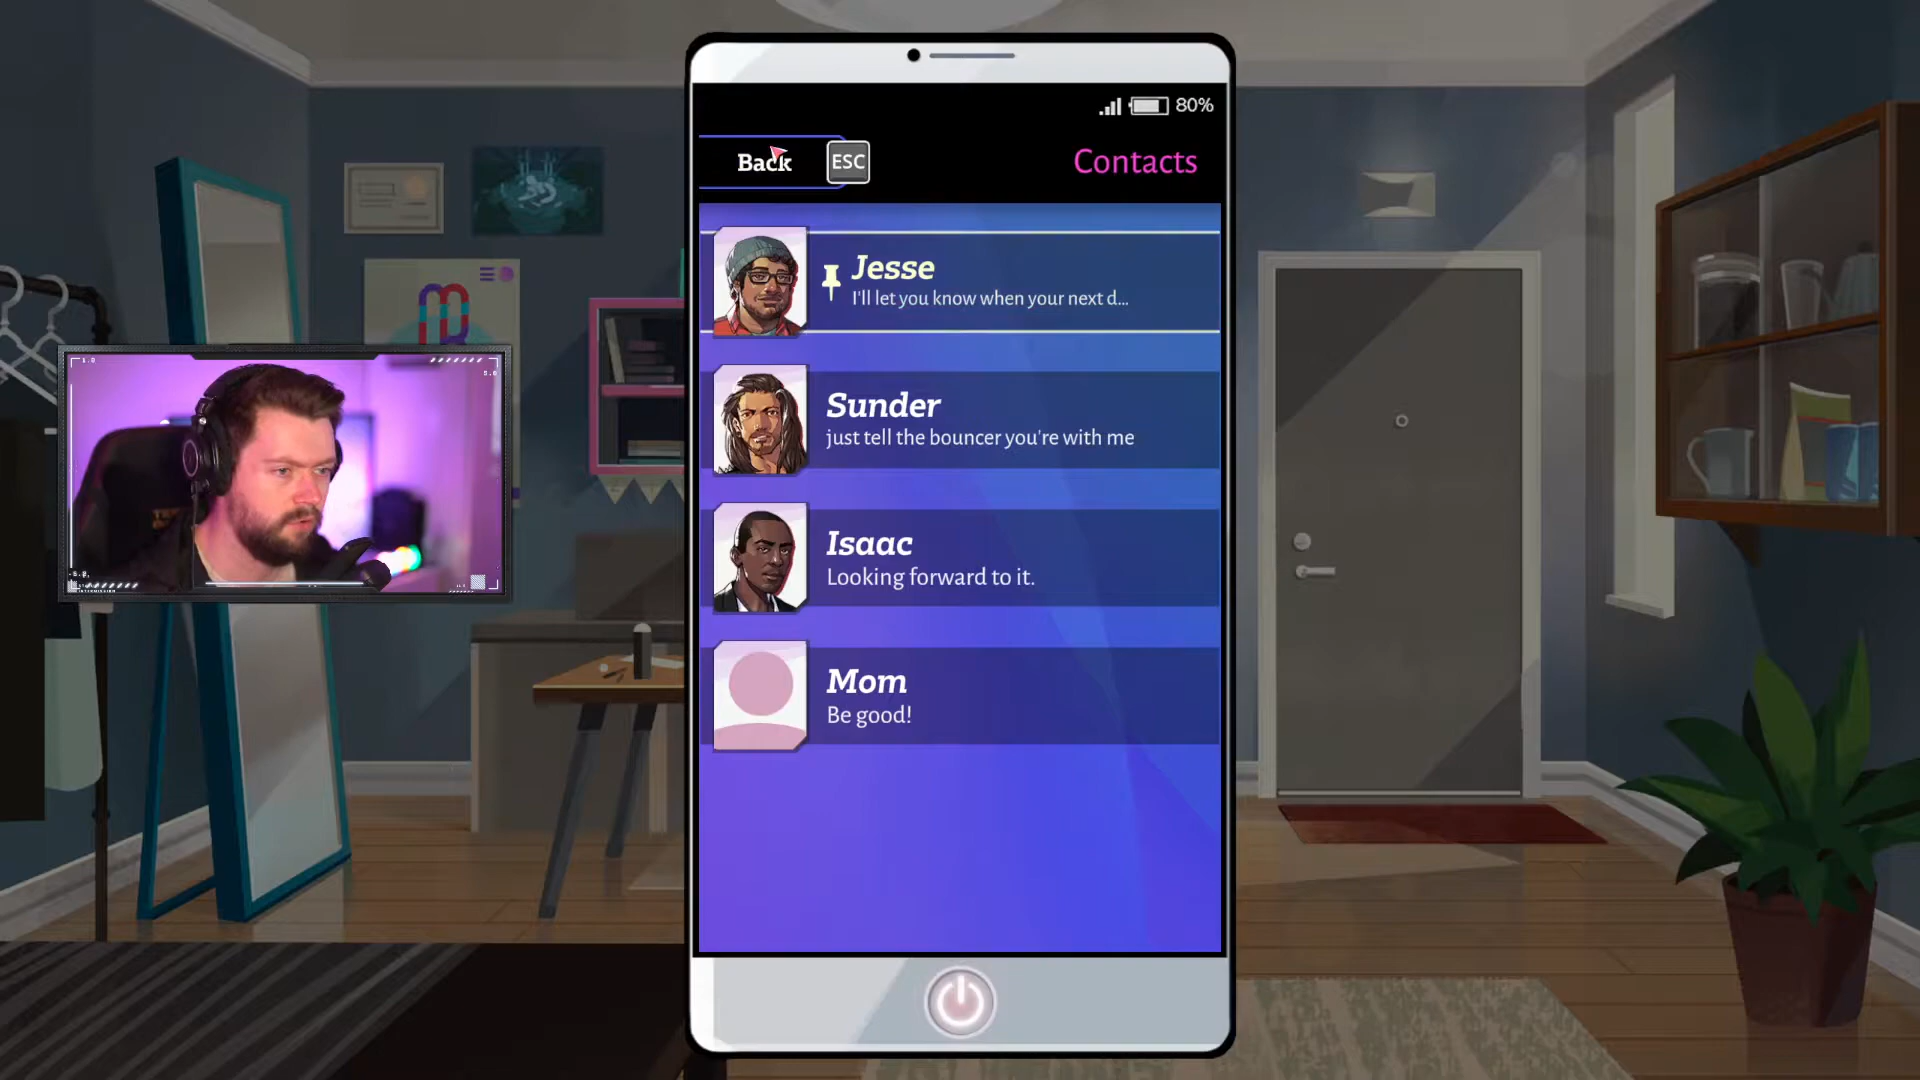 80%
Back
ESC
Contacts
Jesse
I'll let you know when your next d...
Sunder
just tell the bouncer you're with me
Isaac
Looking forward to it.
Mom
Be good!